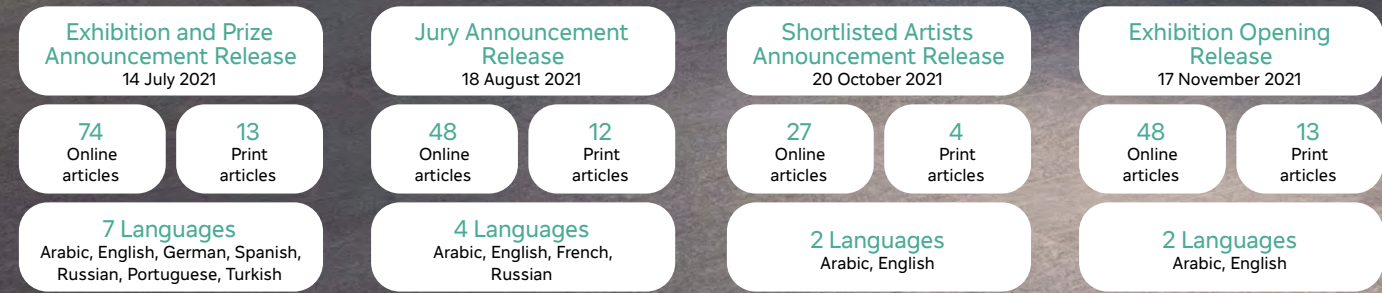 Exhibition and Prize
Announcement Release
14 July 2021
74
Online
articles
13
Print
articles
7 Languages
Arabic, English, German, Spanish,
Russian, Portuguese, Turkish
Jury Announcement
Release
18 August 2021
48
Online
articles
12
Print
articles
4 Languages
Arabic, English, French,
Russian
Shortlisted Artists
Announcement Release
20 October 2021
27
Online
articles
4
Print
articles
2 Languages
Arabic, English
Exhibition Opening
Release
17 November 2021
48
Online
articles
13
Print
articles
2 Languages
Arabic, English